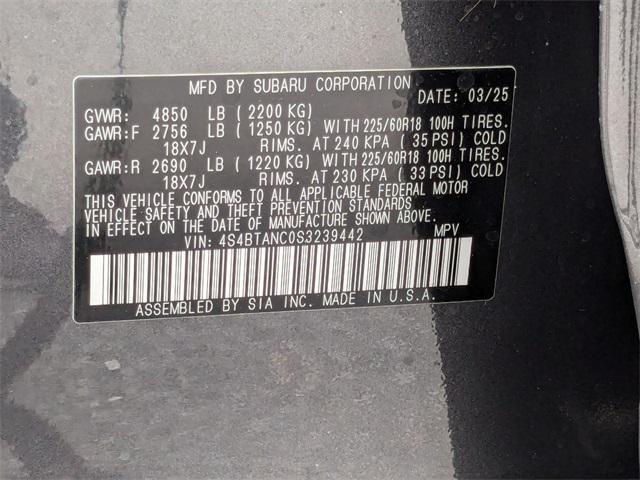 MFD BY SUBARU CORPORATION
DATE: 03/25
GVWR: 4850 LB (2200 KG)
GAWR:F 2756 LB (1250 KG) WITH 225/60R18 100H TIRES.
18X7J RIMS. AT 240 KPA (35 PSI) COLD
GAWR:R 2690 LB (1220 KG) WITH 225/60R18 100H TIRES.
18X7J RIMS. AT 230 KPA (33 PSI) COLD
THIS VEHICLE CONFORMS TO ALL APPLICABLE FEDERAL MOTOR
VEHICLE SAFETY AND THEFT PREVENTION STANDARDS
IN EFFECT ON THE DATE OF MANUFACTURE SHOWN ABOVE.
VIN: 4S4BTANC0S3239442 MPV
ASSEMBLED BY SIA INC. MADE IN U.S.A.